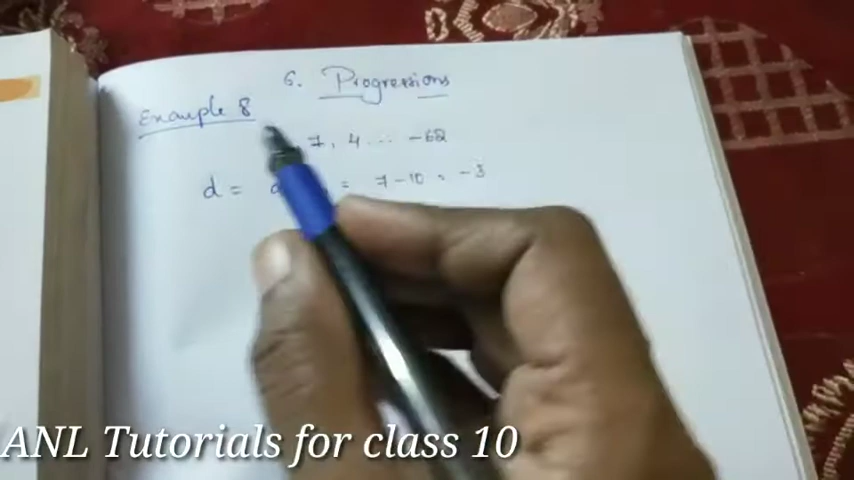 6. Progressions
Example 8
7, 4 ... -62
d = = 7-10 = -3
ANL Tutorials for class 10